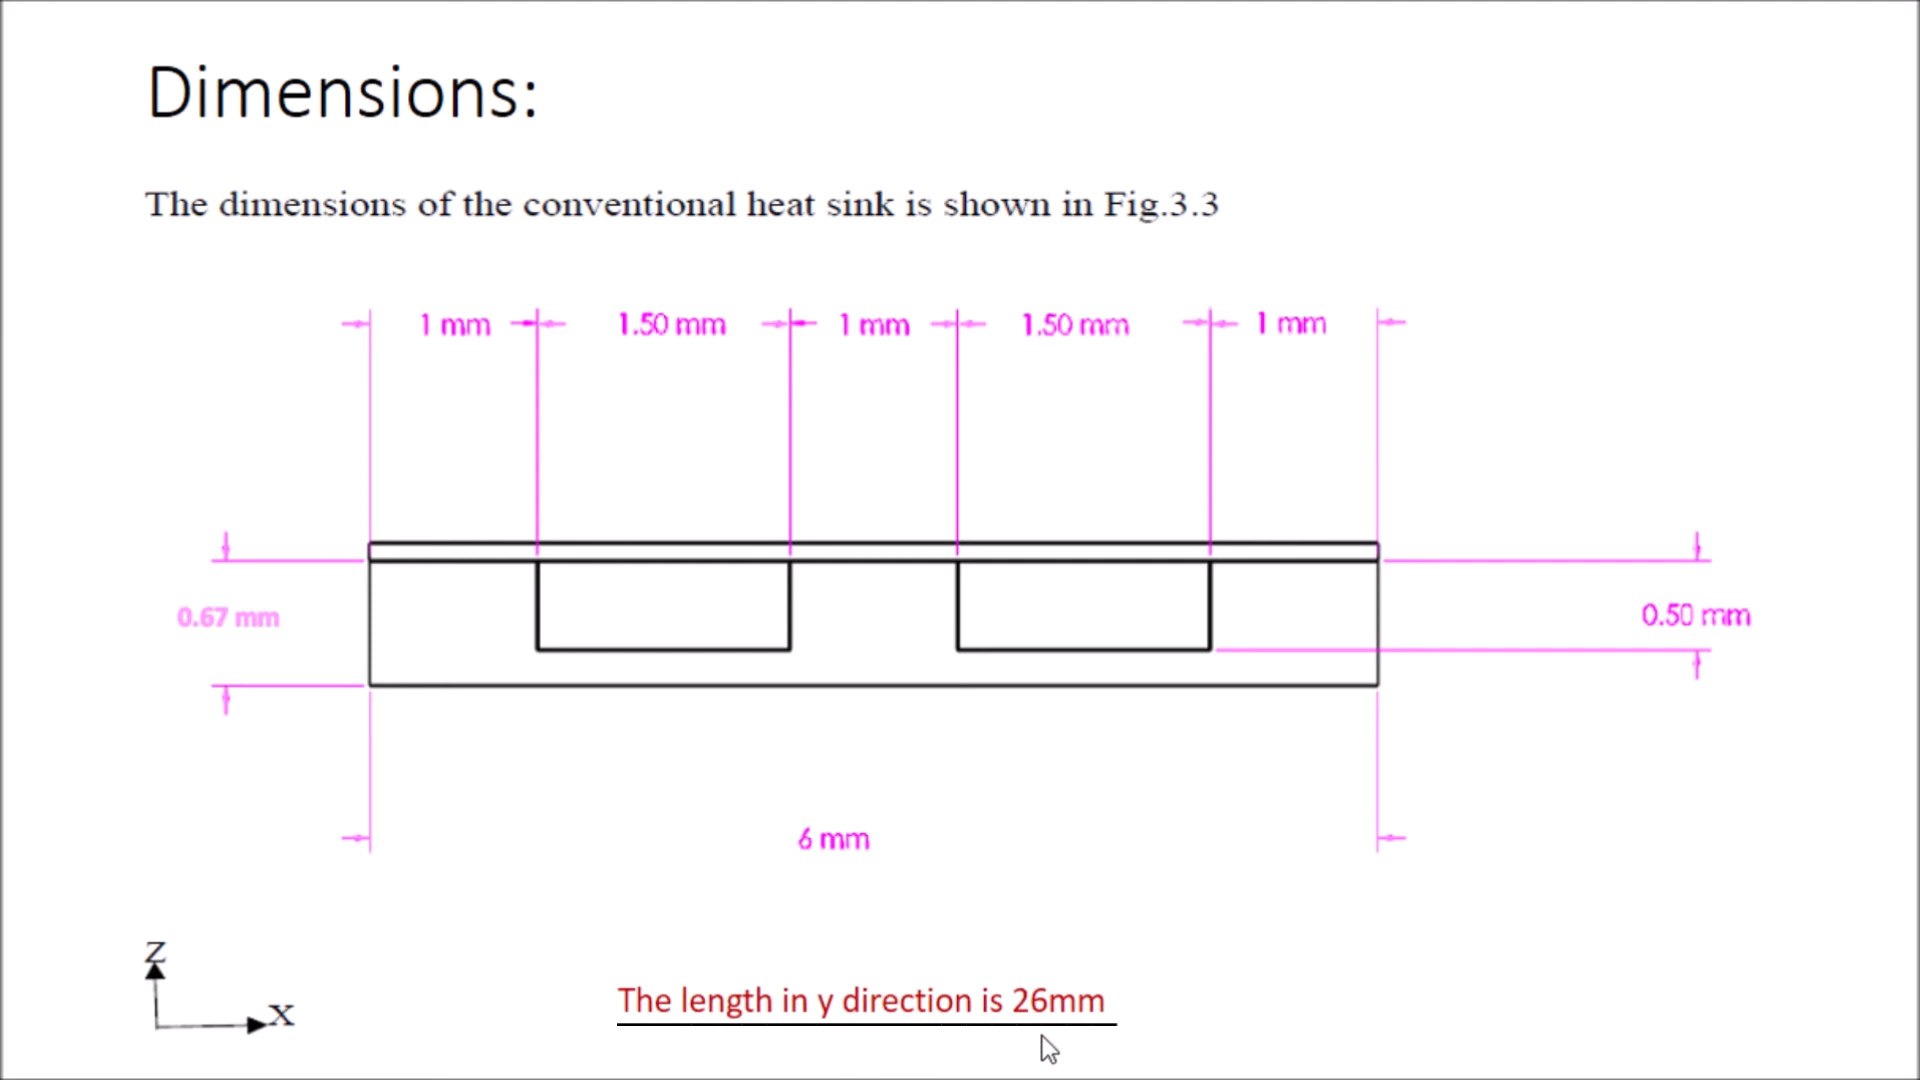 Dimensions:
The dimensions of the conventional heat sink is shown in Fig.3.3
1 mm 1.50 mm 1 mm 1.50 mm 1 mm
0.67 mm
0.50 mm
6 mm
Z
X
The length in y direction is 26mm